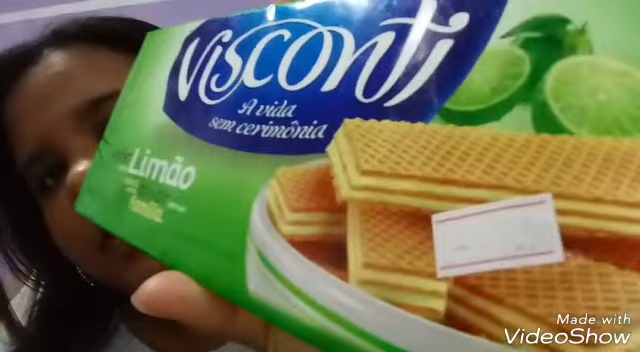 Visconti
A vida
sem cerimônia
Limão
Made with
VideoShow